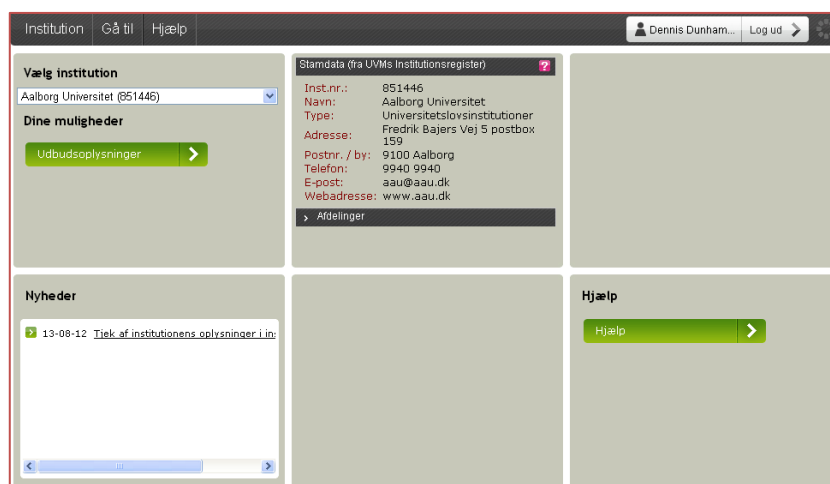 Institution Gå til Hjælp Dennis Dunham... Log ud
Vælg institution
Aalborg Universitet (851446)
Dine muligheder
Udbudsoplysninger
Stamdata (fra UVMs Institutionsregister) ?
Inst.nr.: 851446
Navn: Aalborg Universitet
Type: Universitetslovsinstitutioner
Adresse: Fredrik Bajers Vej 5 postbox
159
Postnr. / by: 9100 Aalborg
Telefon: 9940 9940
E-post: aau@aau.dk
Webadresse: www.aau.dk
Afdelinger
Nyheder
13-08-12 Tjek af institutionens oplysninger i in
Hjælp
Hjælp